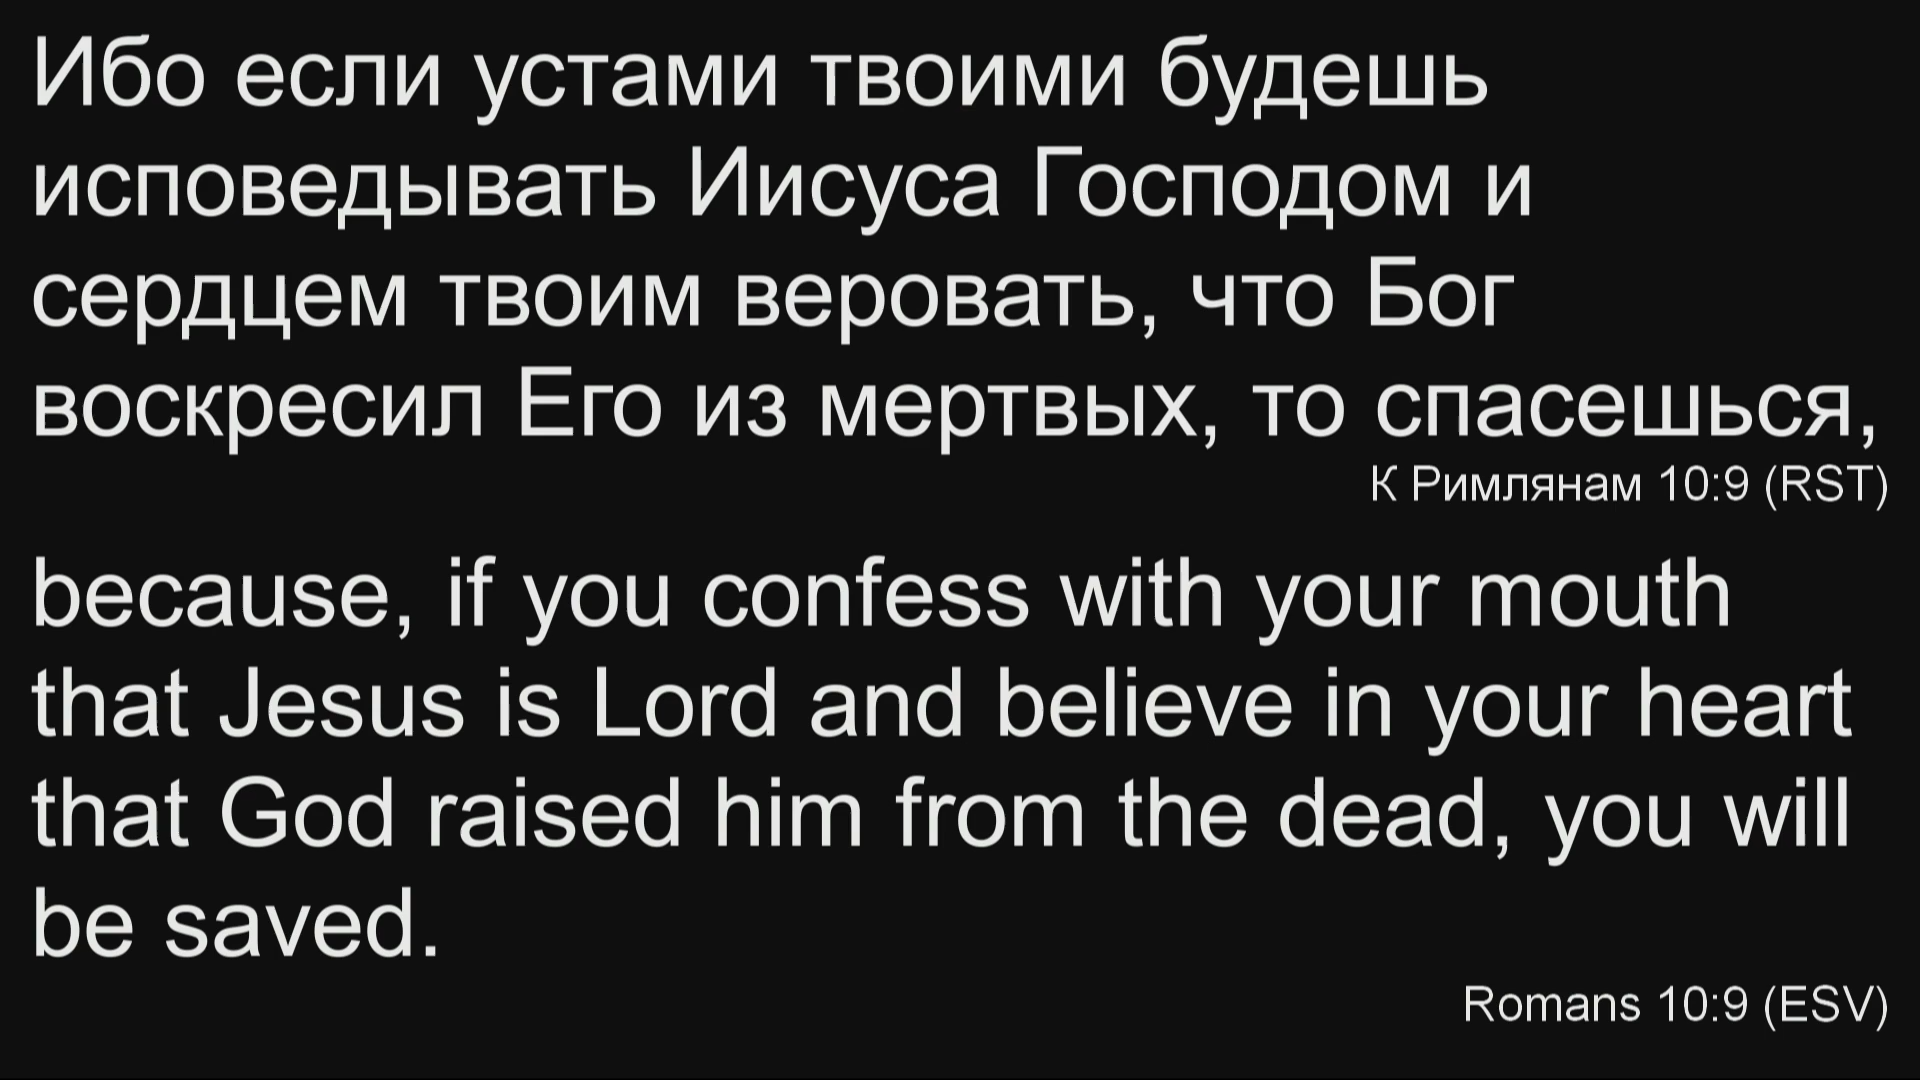 Ибо если устами твоими будешь
исповедывать Иисуса Господом и
сердцем твоим веровать, что Бог
воскресил Его из мертвых, то спасешься,
К Римлянам 10:9 (RST)
because, if you confess with your mouth
that Jesus is Lord and believe in your heart
that God raised him from the dead, you will
be saved.
Romans 10:9 (ESV)